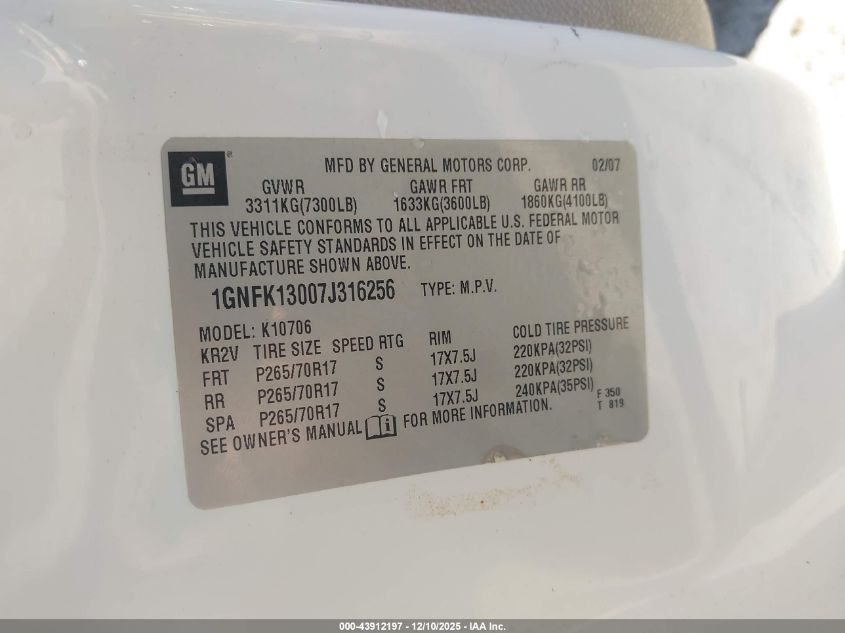 GM ®
MFD BY GENERAL MOTORS CORP. 02/07
GVWR GAWR FRT GAWR RR
3311KG(7300LB) 1633KG(3600LB) 1860KG(4100LB)
THIS VEHICLE CONFORMS TO ALL APPLICABLE U.S. FEDERAL MOTOR
VEHICLE SAFETY STANDARDS IN EFFECT ON THE DATE OF
MANUFACTURE SHOWN ABOVE.
1GNFK13007J316256 TYPE: M.P.V.
MODEL: K10706
KR2V TIRE SIZE SPEED RTG RIM COLD TIRE PRESSURE
FRT P265/70R17 S 17X7.5J 220KPA(32PSI)
RR P265/70R17 S 17X7.5J 220KPA(32PSI)
SPA P265/70R17 S 17X7.5J 240KPA(35PSI)
SEE OWNER'S MANUAL FOR MORE INFORMATION.
F 350
T 819
000-43912197 - 12/10/2025 - IAA Inc.